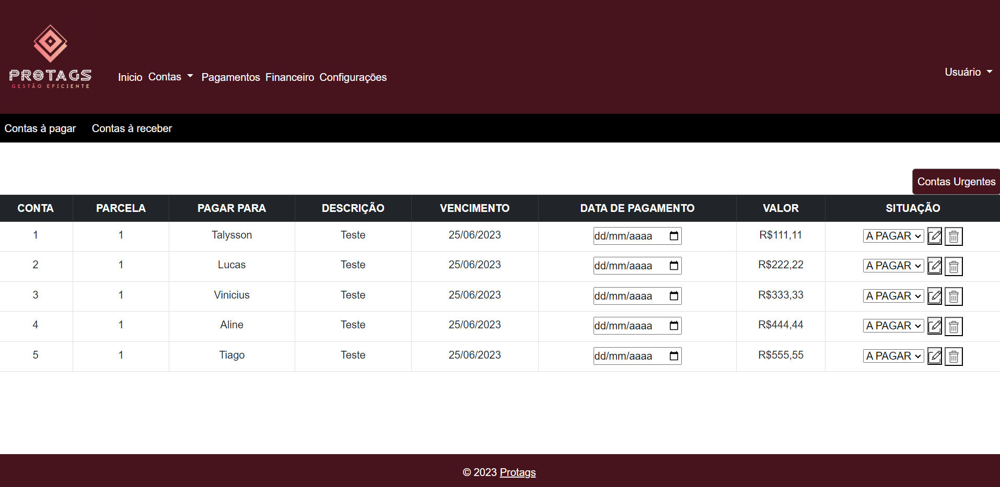 PROTAGS
GESTÃO EFICIENTE
Inicio Contas Pagamentos Financeiro Configurações
Usuário
Contas à pagar Contas à receber
Contas Urgentes
CONTA PARCELA PAGAR PARA DESCRIÇÃO VENCIMENTO DATA DE PAGAMENTO VALOR SITUAÇÃO
1 1 Talysson Teste 25/06/2023 dd/mm/aaaa R$111,11 A PAGAR
2 1 Lucas Teste 25/06/2023 dd/mm/aaaa R$222,22 A PAGAR
3 1 Vinicius Teste 25/06/2023 dd/mm/aaaa R$333,33 A PAGAR
4 1 Aline Teste 25/06/2023 dd/mm/aaaa R$444,44 A PAGAR
5 1 Tiago Teste 25/06/2023 dd/mm/aaaa R$555,55 A PAGAR
© 2023 Protags